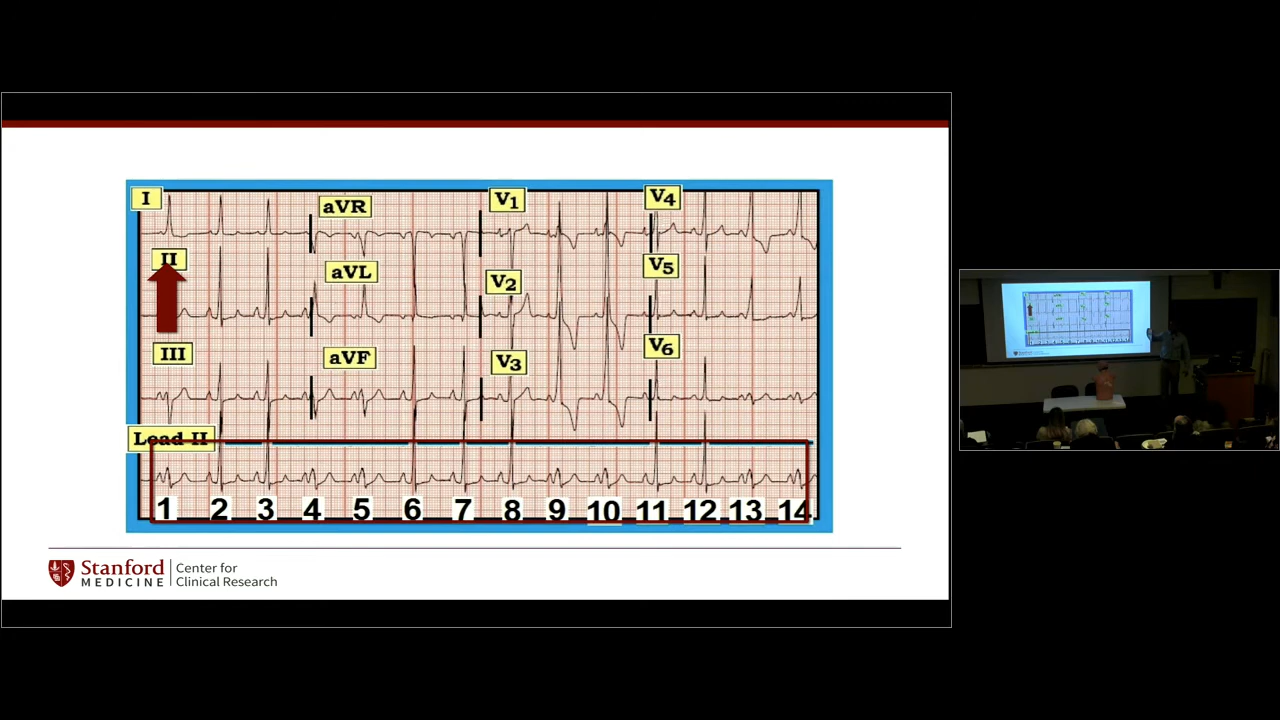 I
aVR
V1
V4
II
aVL
V2
V5
III
aVF
V3
V6
Lead II
1 2 3 4 5 6 7 8 9 10 11 12 13 14
Stanford
MEDICINE
Center for
Clinical Research